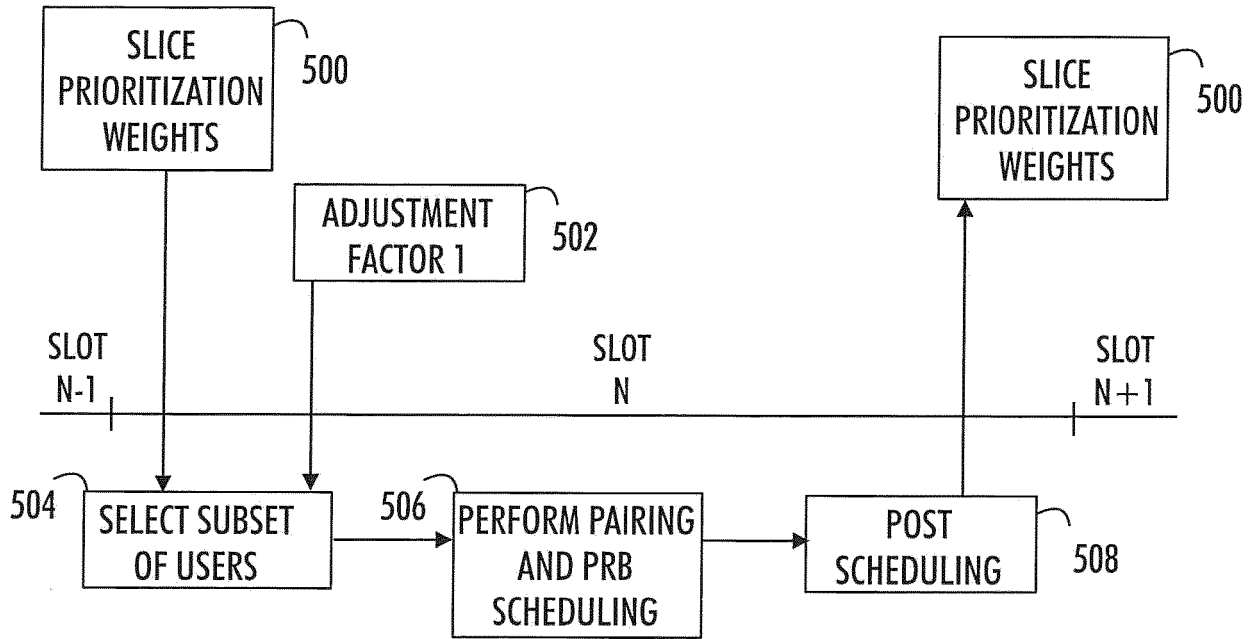 SLICE
PRIORITIZATION
WEIGHTS
500
SLICE
PRIORITIZATION
WEIGHTS
500
ADJUSTMENT
FACTOR 1
502
SLOT
N-1
SLOT
N
SLOT
N+1
504
SELECT SUBSET
OF USERS
506
PERFORM PAIRING
AND PRB
SCHEDULING
POST
SCHEDULING
508